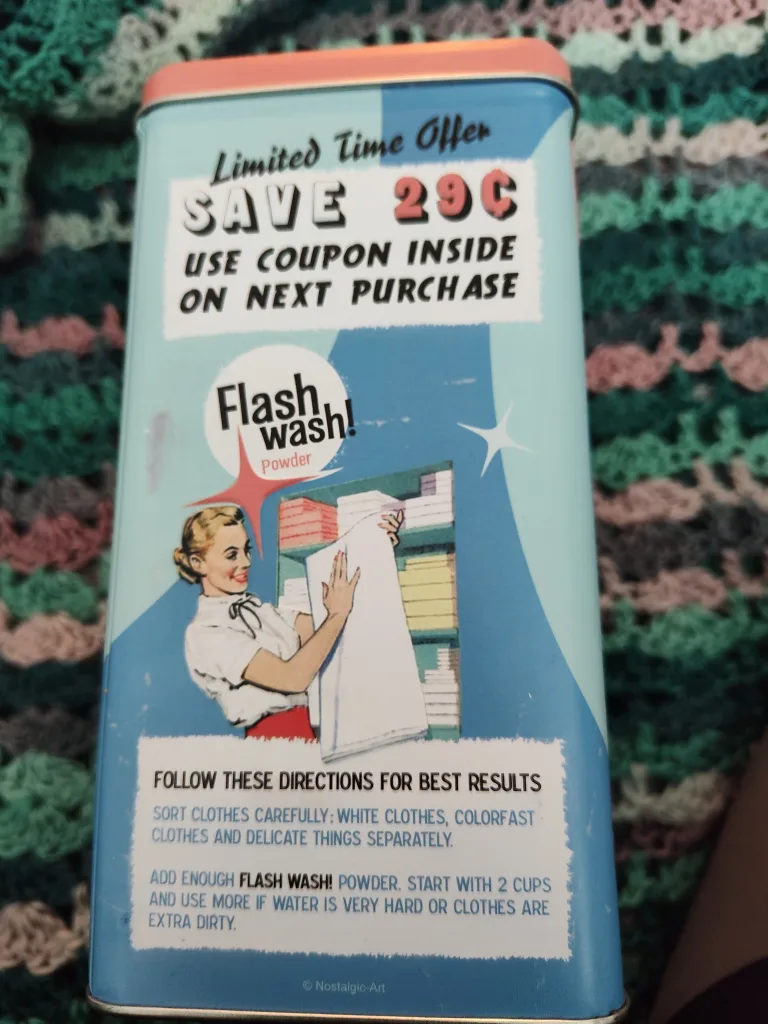 Limited Time Offer
SAVE 29¢
USE COUPON INSIDE
ON NEXT PURCHASE
Flash
wash!
Powder
FOLLOW THESE DIRECTIONS FOR BEST RESULTS
SORT CLOTHES CAREFULLY: WHITE CLOTHES, COLORFAST
CLOTHES AND DELICATE THINGS SEPARATELY.
ADD ENOUGH FLASH WASH! POWDER. START WITH 2 CUPS
AND USE MORE IF WATER IS VERY HARD OR CLOTHES ARE
EXTRA DIRTY.
© Nostalgic-Art